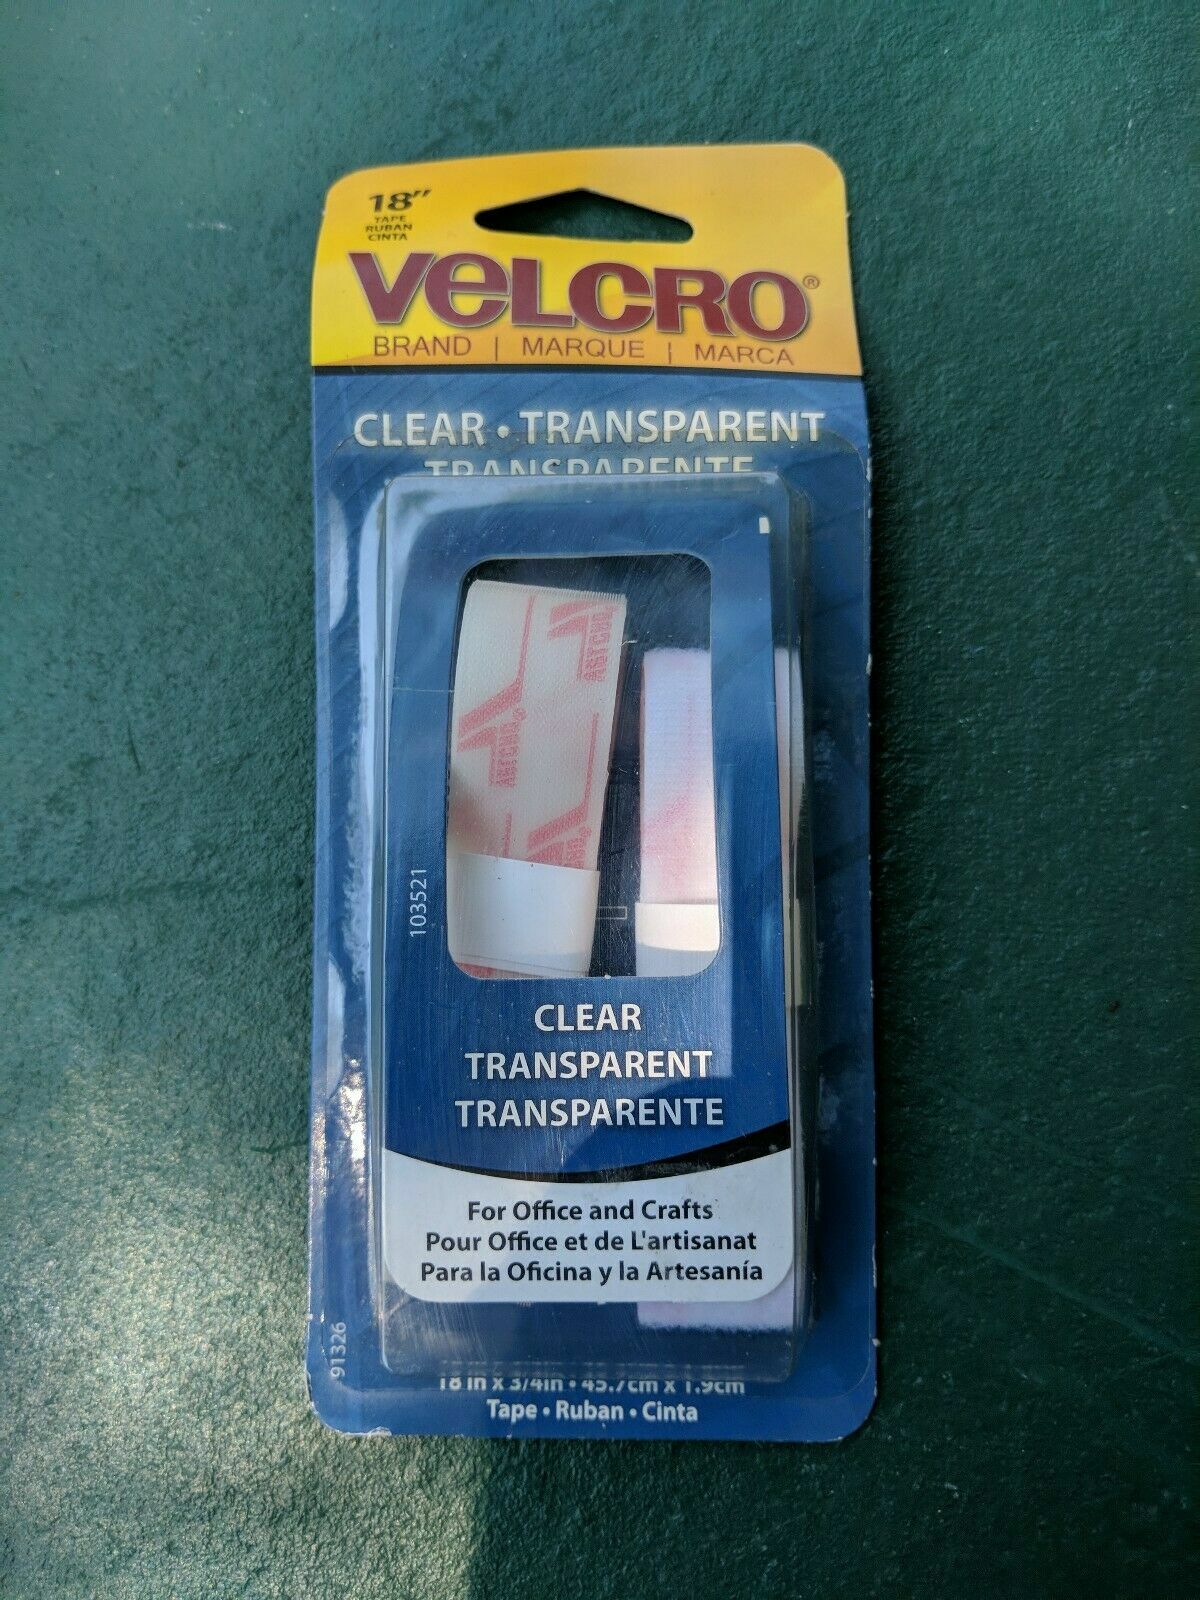 18"
TAPE
RUBAN
CINTA
VELCRO®
BRAND | MARQUE | MARCA
CLEAR • TRANSPARENT
TRANSPARENTE
103521
CLEAR
TRANSPARENT
TRANSPARENTE
For Office and Crafts
Pour Office et de L'artisanat
Para la Oficina y la Artesanía
91326
18 in x 3/4in • 45.7cm x 1.9cm
Tape • Ruban • Cinta